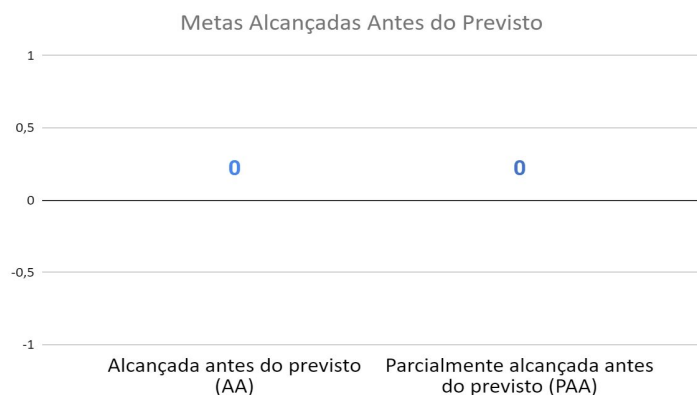 Metas Alcançadas Antes do Previsto
1
0,5
0
-0,5
-1
0
0
Alcançada antes do previsto
(AA)
Parcialmente alcançada antes
do previsto (PAA)